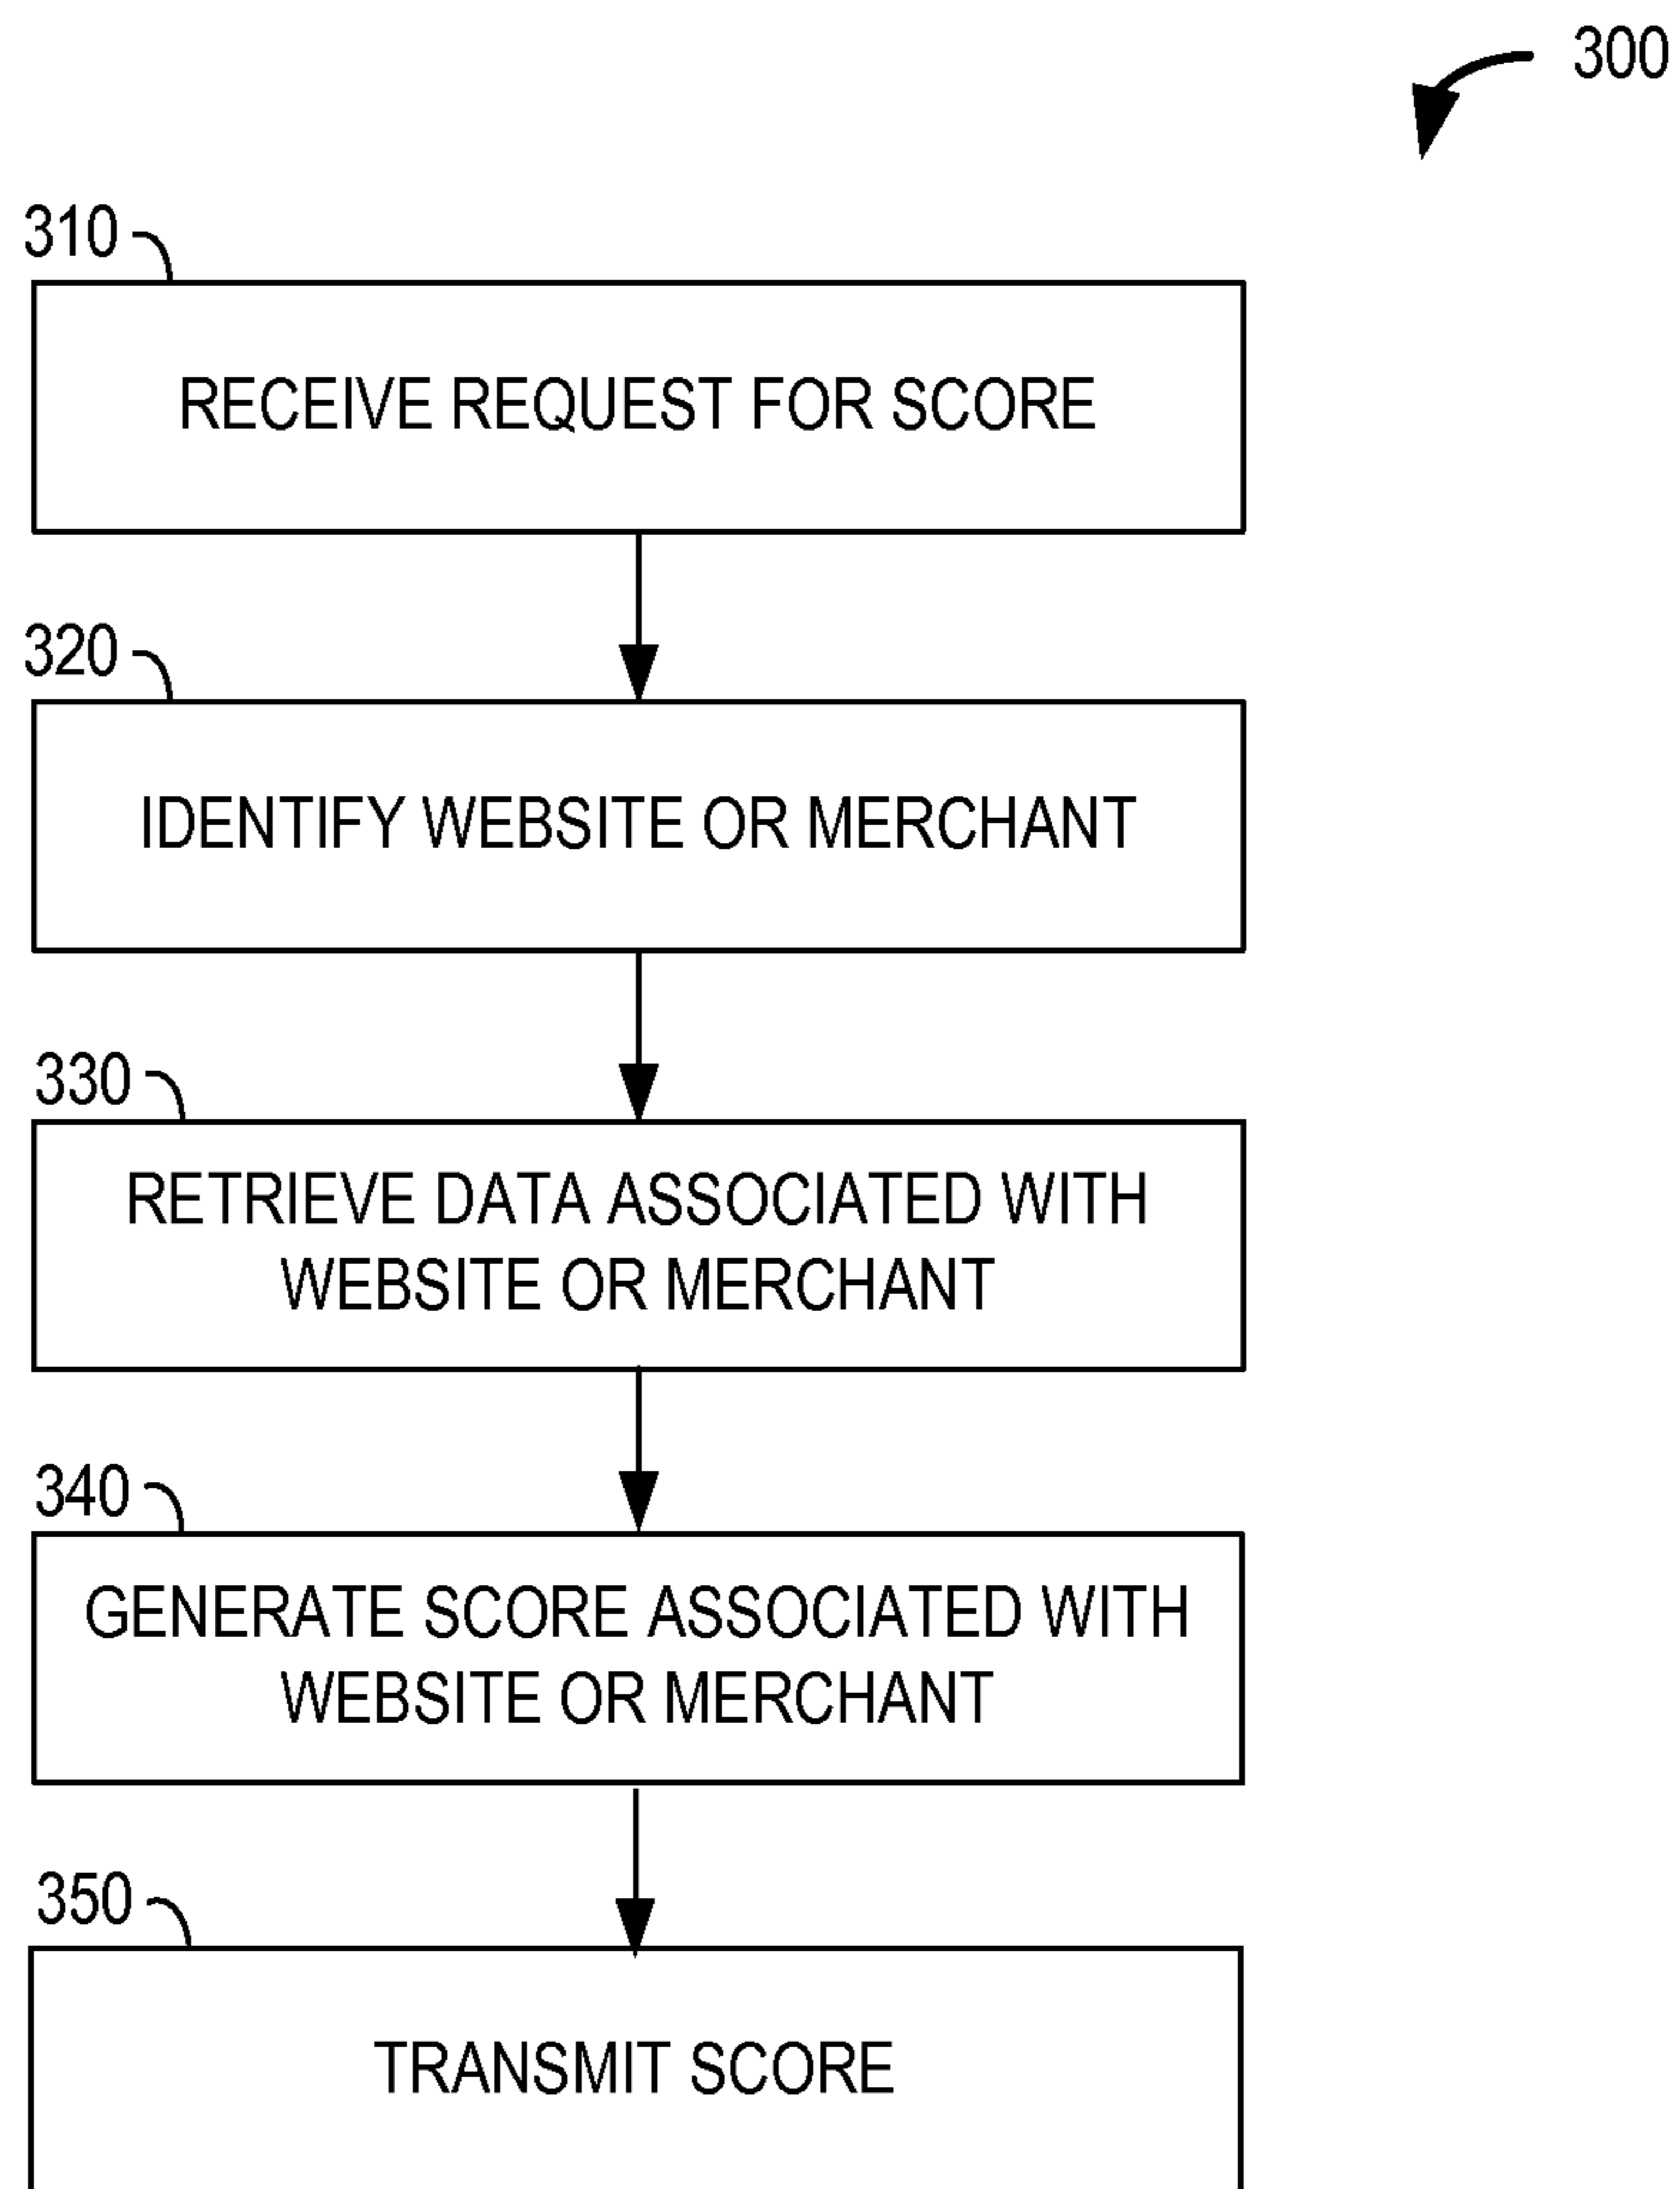 300
310
RECEIVE REQUEST FOR SCORE
320
IDENTIFY WEBSITE OR MERCHANT
330
RETRIEVE DATA ASSOCIATED WITH
WEBSITE OR MERCHANT
340
GENERATE SCORE ASSOCIATED WITH
WEBSITE OR MERCHANT
350
TRANSMIT SCORE